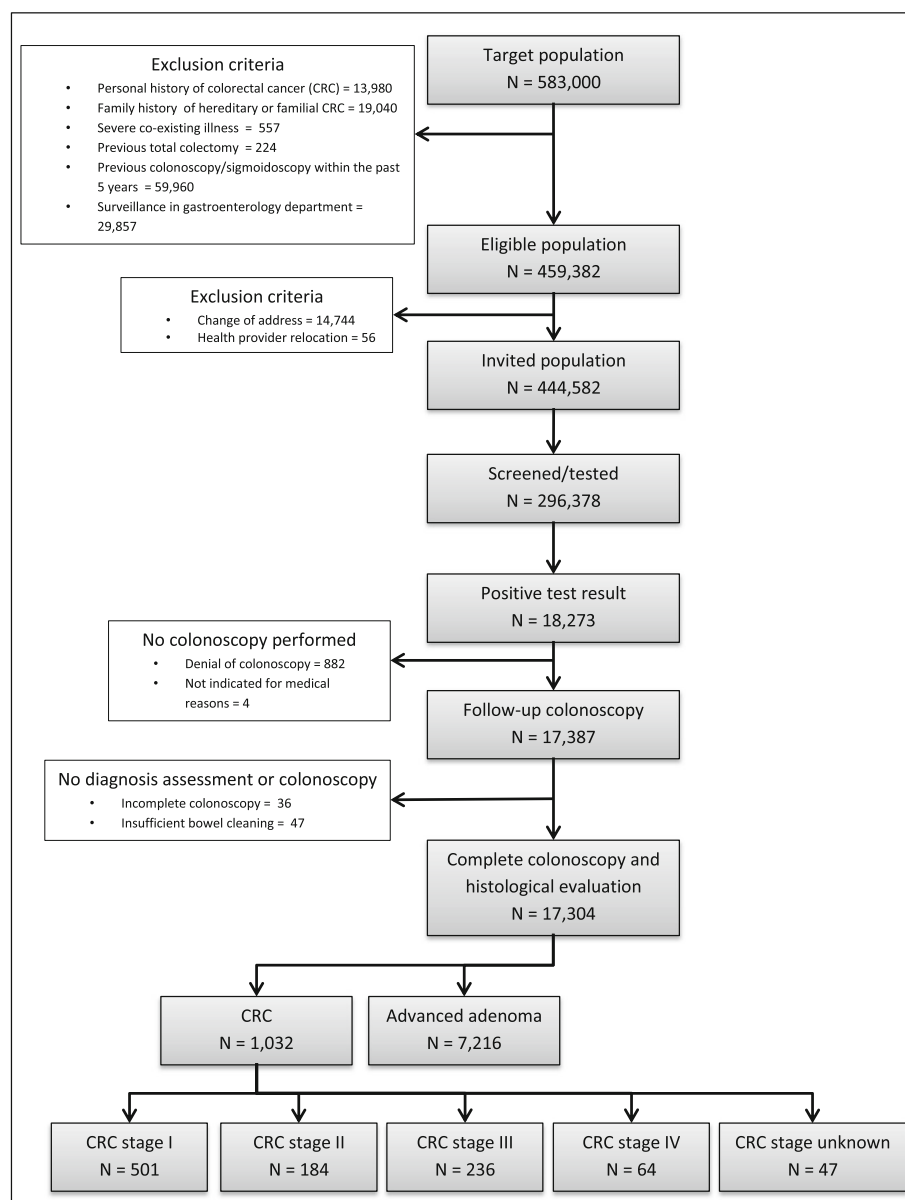 Target population
N = 583,000
Exclusion criteria
• Personal history of colorectal cancer (CRC) = 13,980
• Family history of hereditary or familial CRC = 19,040
• Severe co-existing illness = 557
• Previous total colectomy = 224
• Previous colonoscopy/sigmoidoscopy within the past
5 years = 59,960
• Surveillance in gastroenterology department =
29,857
Eligible population
N = 459,382
Exclusion criteria
• Change of address = 14,744
• Health provider relocation = 56
Invited population
N = 444,582
Screened/tested
N = 296,378
Positive test result
N = 18,273
No colonoscopy performed
• Denial of colonoscopy = 882
• Not indicated for medical
reasons = 4
Follow-up colonoscopy
N = 17,387
No diagnosis assessment or colonoscopy
• Incomplete colonoscopy = 36
• Insufficient bowel cleaning = 47
Complete colonoscopy and
histological evaluation
N = 17,304
CRC
N = 1,032
Advanced adenoma
N = 7,216
CRC stage I
N = 501
CRC stage II
N = 184
CRC stage III
N = 236
CRC stage IV
N = 64
CRC stage unknown
N = 47